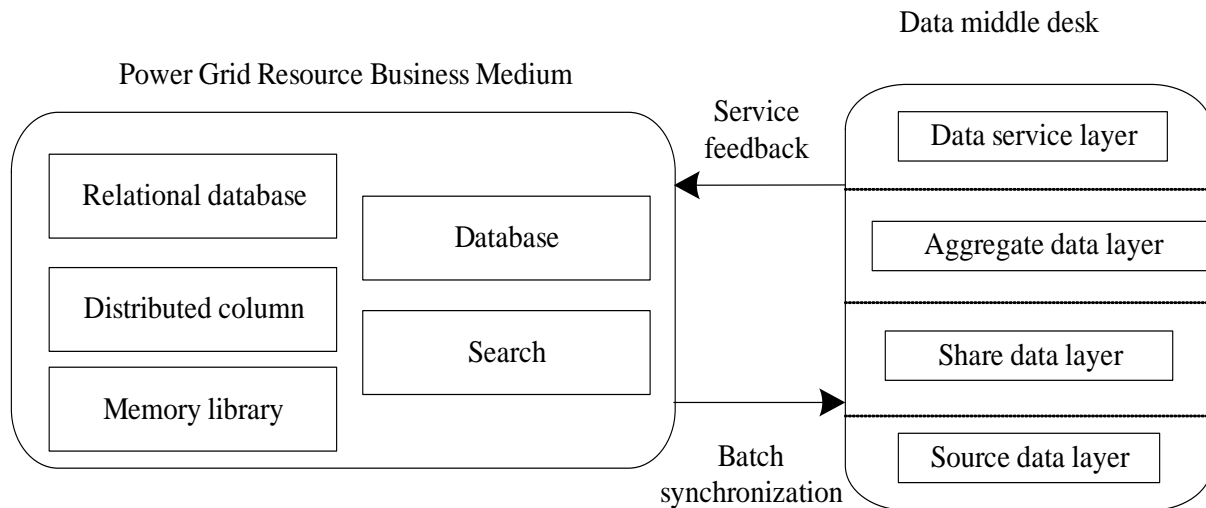 Data middle desk
Power Grid Resource Business Medium
Relational database
Distributed column
Memory library
Database
Search
Service
feedback
Batch
synchronization
Data service layer
Aggregate data layer
Share data layer
Source data layer